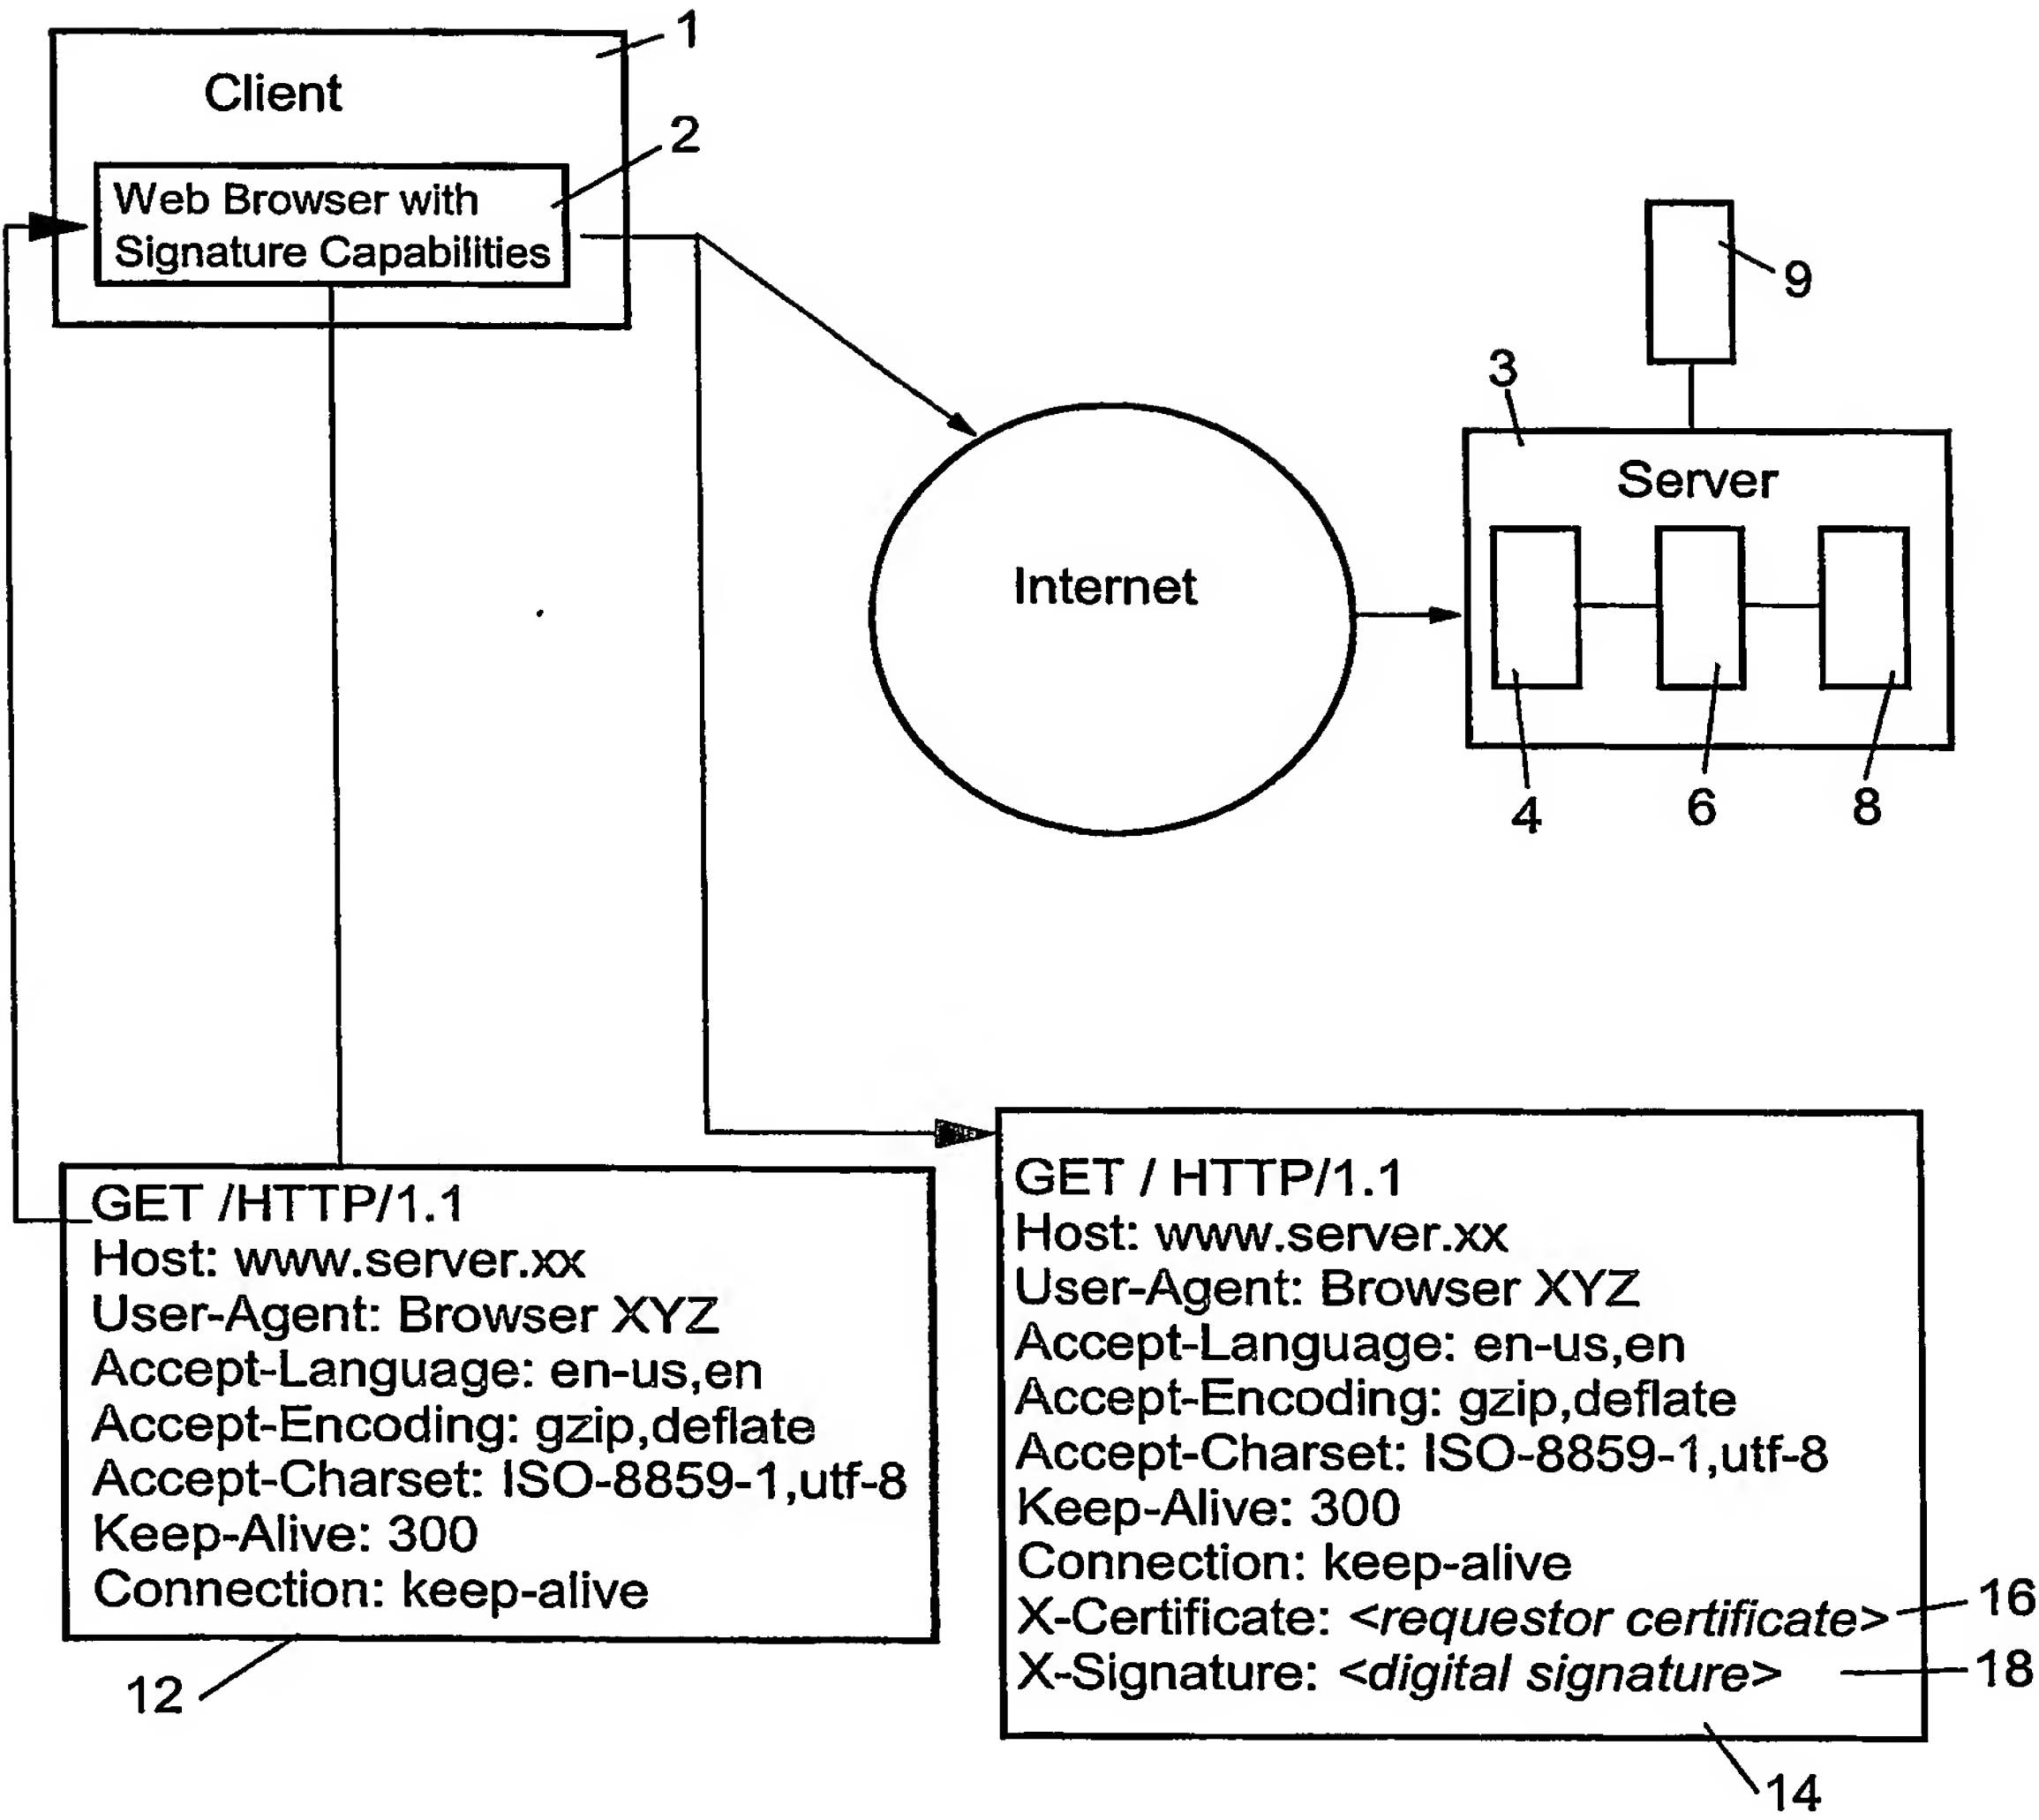 1
Client
2
Web Browser with
Signature Capabilities
9
3
Server
Internet
4
6
8
GET /HTTP/1.1
Host: www.server.xx
User-Agent: Browser XYZ
Accept-Language: en-us,en
Accept-Encoding: gzip,deflate
Accept-Charset: ISO-8859-1,utf-8
Keep-Alive: 300
Connection: keep-alive
12
GET / HTTP/1.1
Host: www.server.xx
User-Agent: Browser XYZ
Accept-Language: en-us,en
Accept-Encoding: gzip,deflate
Accept-Charset: ISO-8859-1,utf-8
Keep-Alive: 300
Connection: keep-alive
X-Certificate: <requestor certificate>
16
X-Signature: <digital signature>
18
14